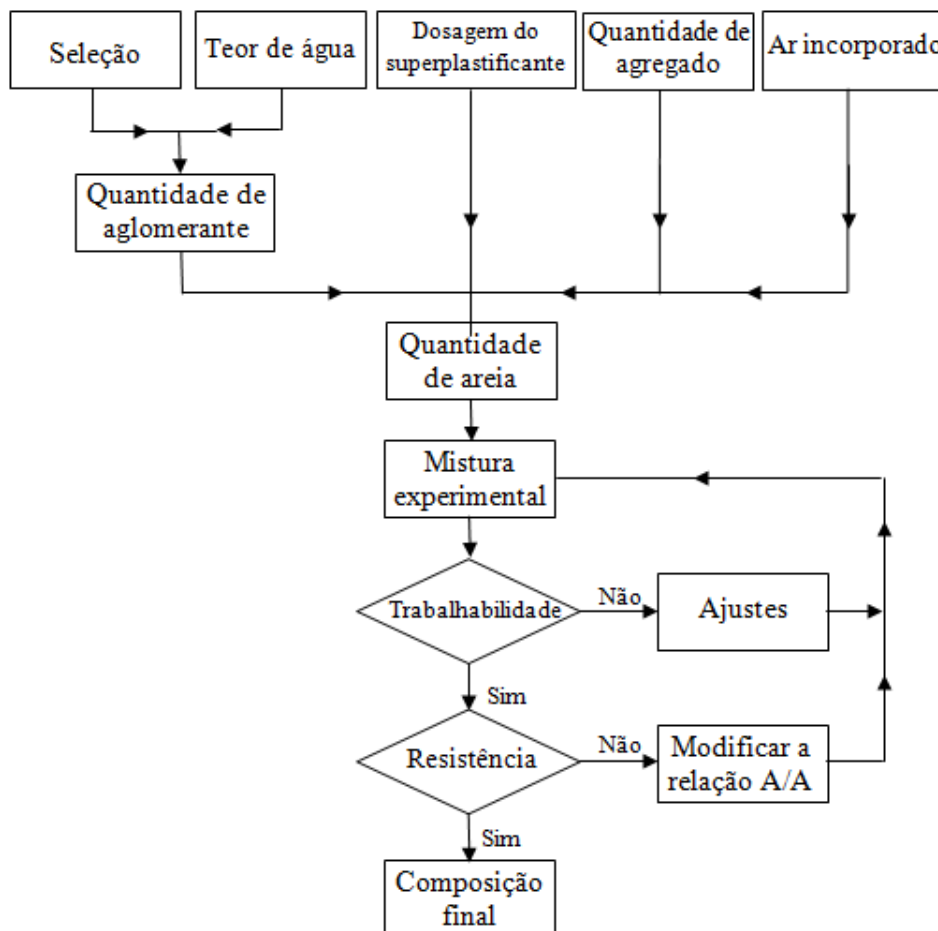 Seleção
Teor de água
Dosagem do
superplastificante
Quantidade de
agregado
Ar incorporado
Quantidade de
aglomerante
Quantidade
de areia
Mistura
experimental
Trabalhabilidade
Não
Ajustes
Sim
Resistência
Não
Modificar a
relação A/A
Sim
Composição
final